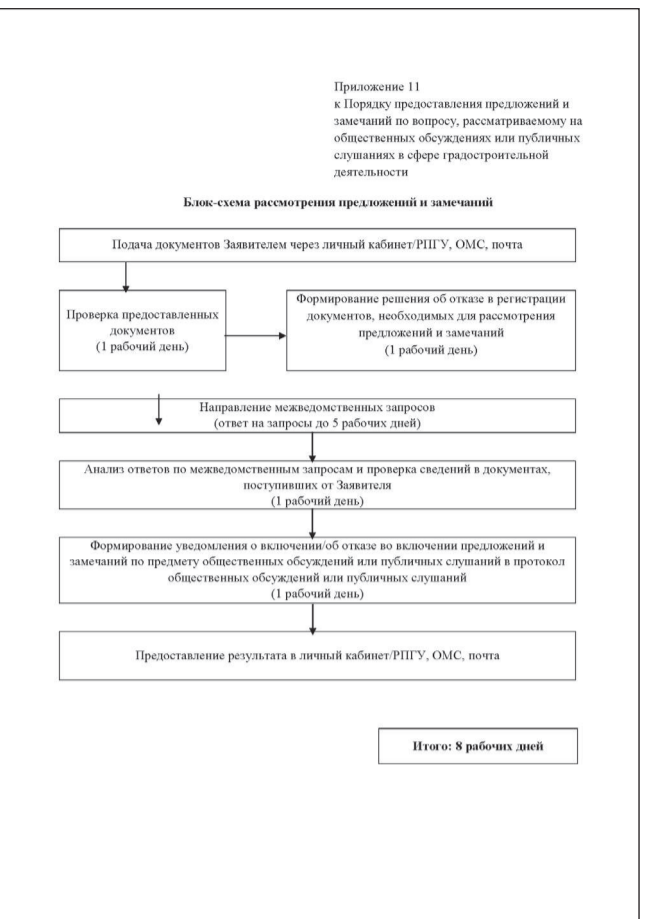 Приложение 11
к Порядку предоставления предложений и
замечаний по вопросу, рассматриваемому на
общественных обсуждениях или публичных
слушаниях в сфере градостроительной
деятельности
Блок-схема рассмотрения предложений и замечаний
Подача документов Заявителем через личный кабинет/РПГУ, ОМС, почта
Проверка предоставленных
документов
(1 рабочий день)
Формирование решения об отказе в регистрации
документов, необходимых для рассмотрения
предложений и замечаний
(1 рабочий день)
Направление межведомственных запросов
(ответ на запросы до 5 рабочих дней)
Анализ ответов по межведомственным запросам и проверка сведений в документах,
поступивших от Заявителя
(1 рабочий день)
Формирование уведомления о включении/об отказе во включении предложений и
замечаний по предмету общественных обсуждений или публичных слушаний в протокол
общественных обсуждений или публичных слушаний
(1 рабочий день)
Предоставление результата в личный кабинет/РПГУ, ОМС, почта
Итого: 8 рабочих дней